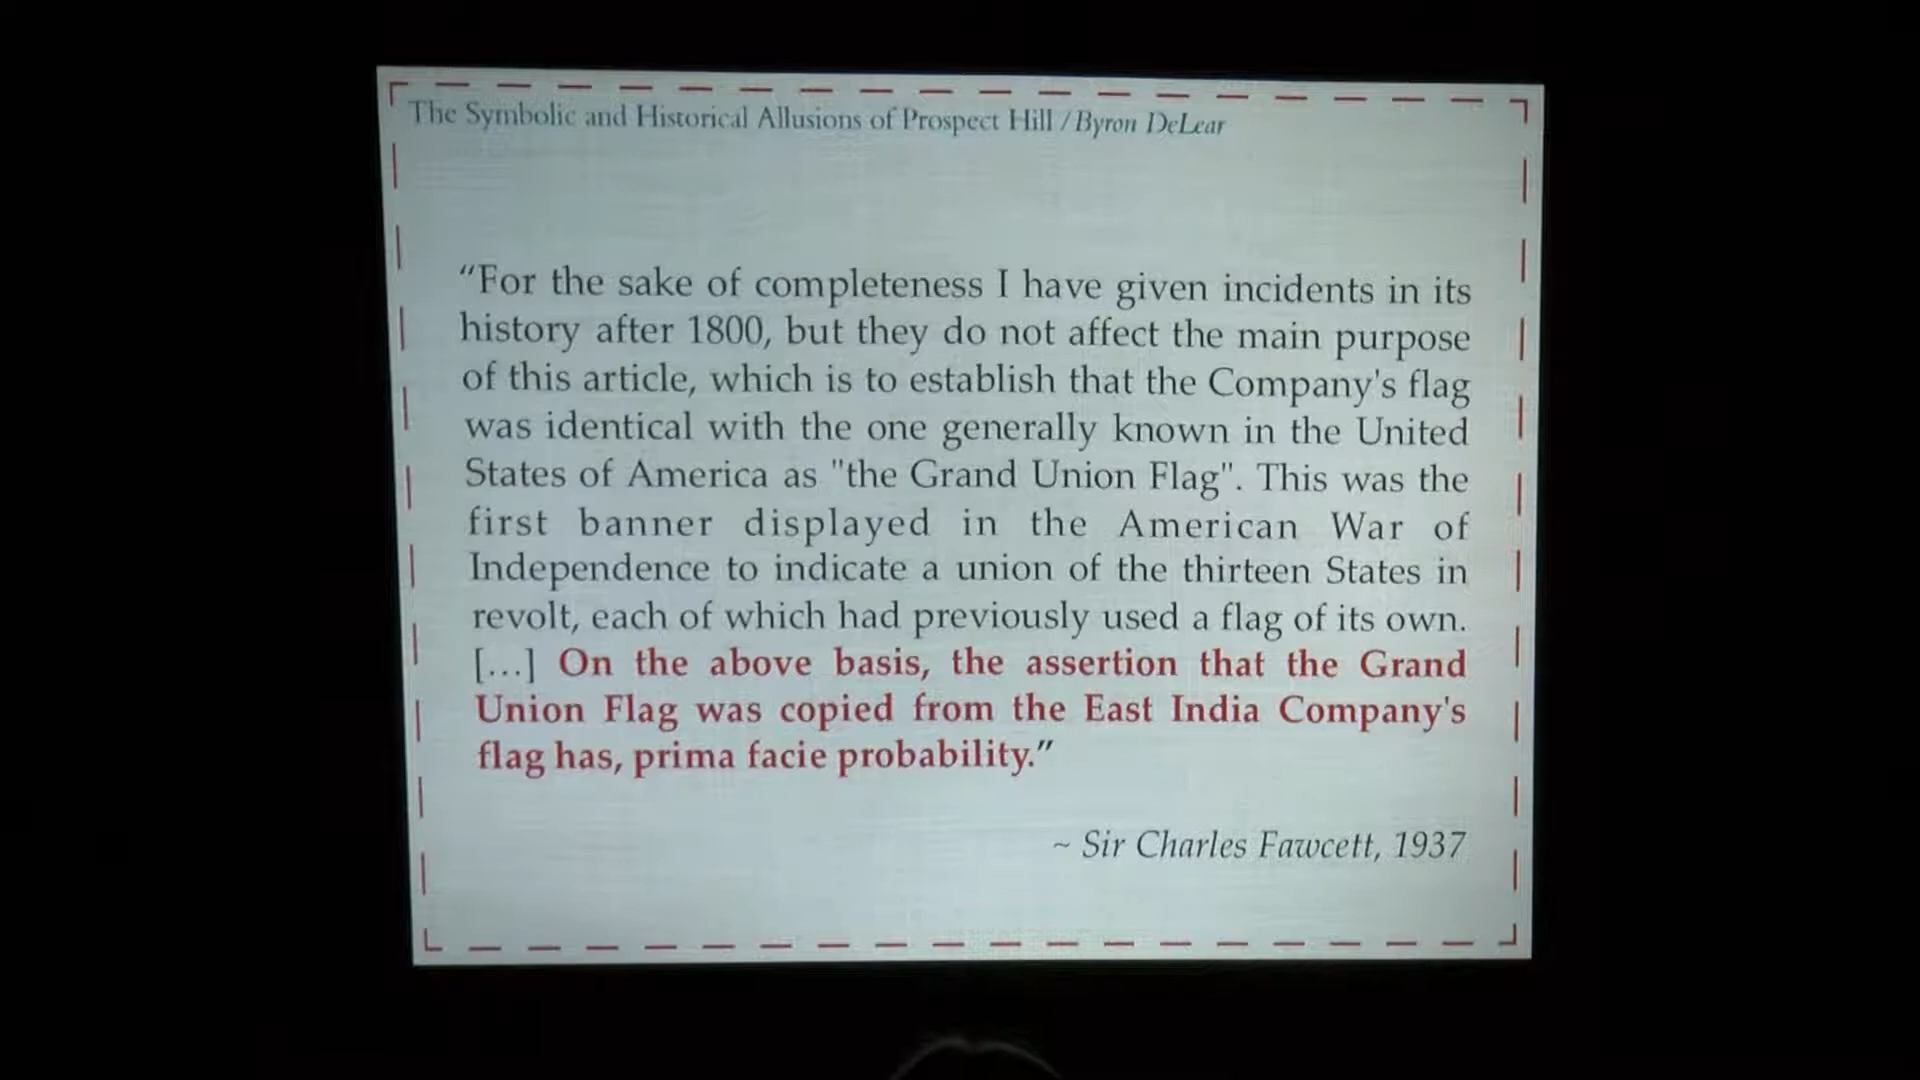 The Symbolic and Historical Allusions of Prospect Hill / Byron DeLear
“For the sake of completeness I have given incidents in its
history after 1800, but they do not affect the main purpose
of this article, which is to establish that the Company's flag
was identical with the one generally known in the United
States of America as "the Grand Union Flag". This was the
first banner displayed in the American War of
Independence to indicate a union of the thirteen States in
revolt, each of which had previously used a flag of its own.
[...] On the above basis, the assertion that the Grand
Union Flag was copied from the East India Company's
flag has, prima facie probability.”
~ Sir Charles Fawcett, 1937